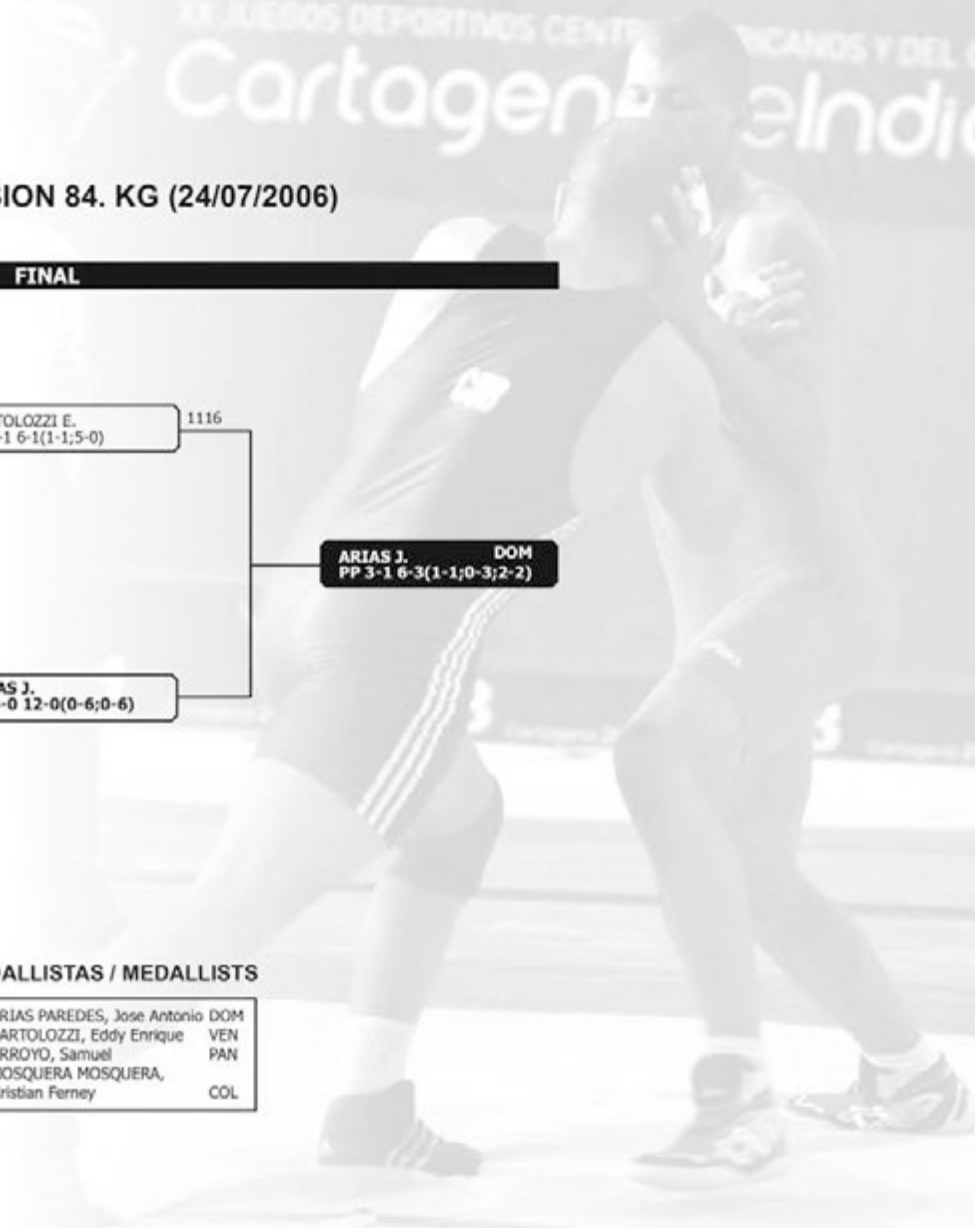 XX JUEGOS DEPORTIVOS CENTR RICANOS Y DEL
Cartagen eIndi
SION 84. KG (24/07/2006)
FINAL
TOLOZZI E.
-1 6-1(1-1;5-0)
1116
ARIAS J. DOM
PP 3-1 6-3(1-1;0-3;2-2)
AS J.
-0 12-0(0-6;0-6)
DALLISTAS / MEDALLISTS
RIAS PAREDES, Jose Antonio DOM
ARTOLOZZI, Eddy Enrique VEN
RROYO, Samuel PAN
OSQUERA MOSQUERA,
ristian Ferney COL